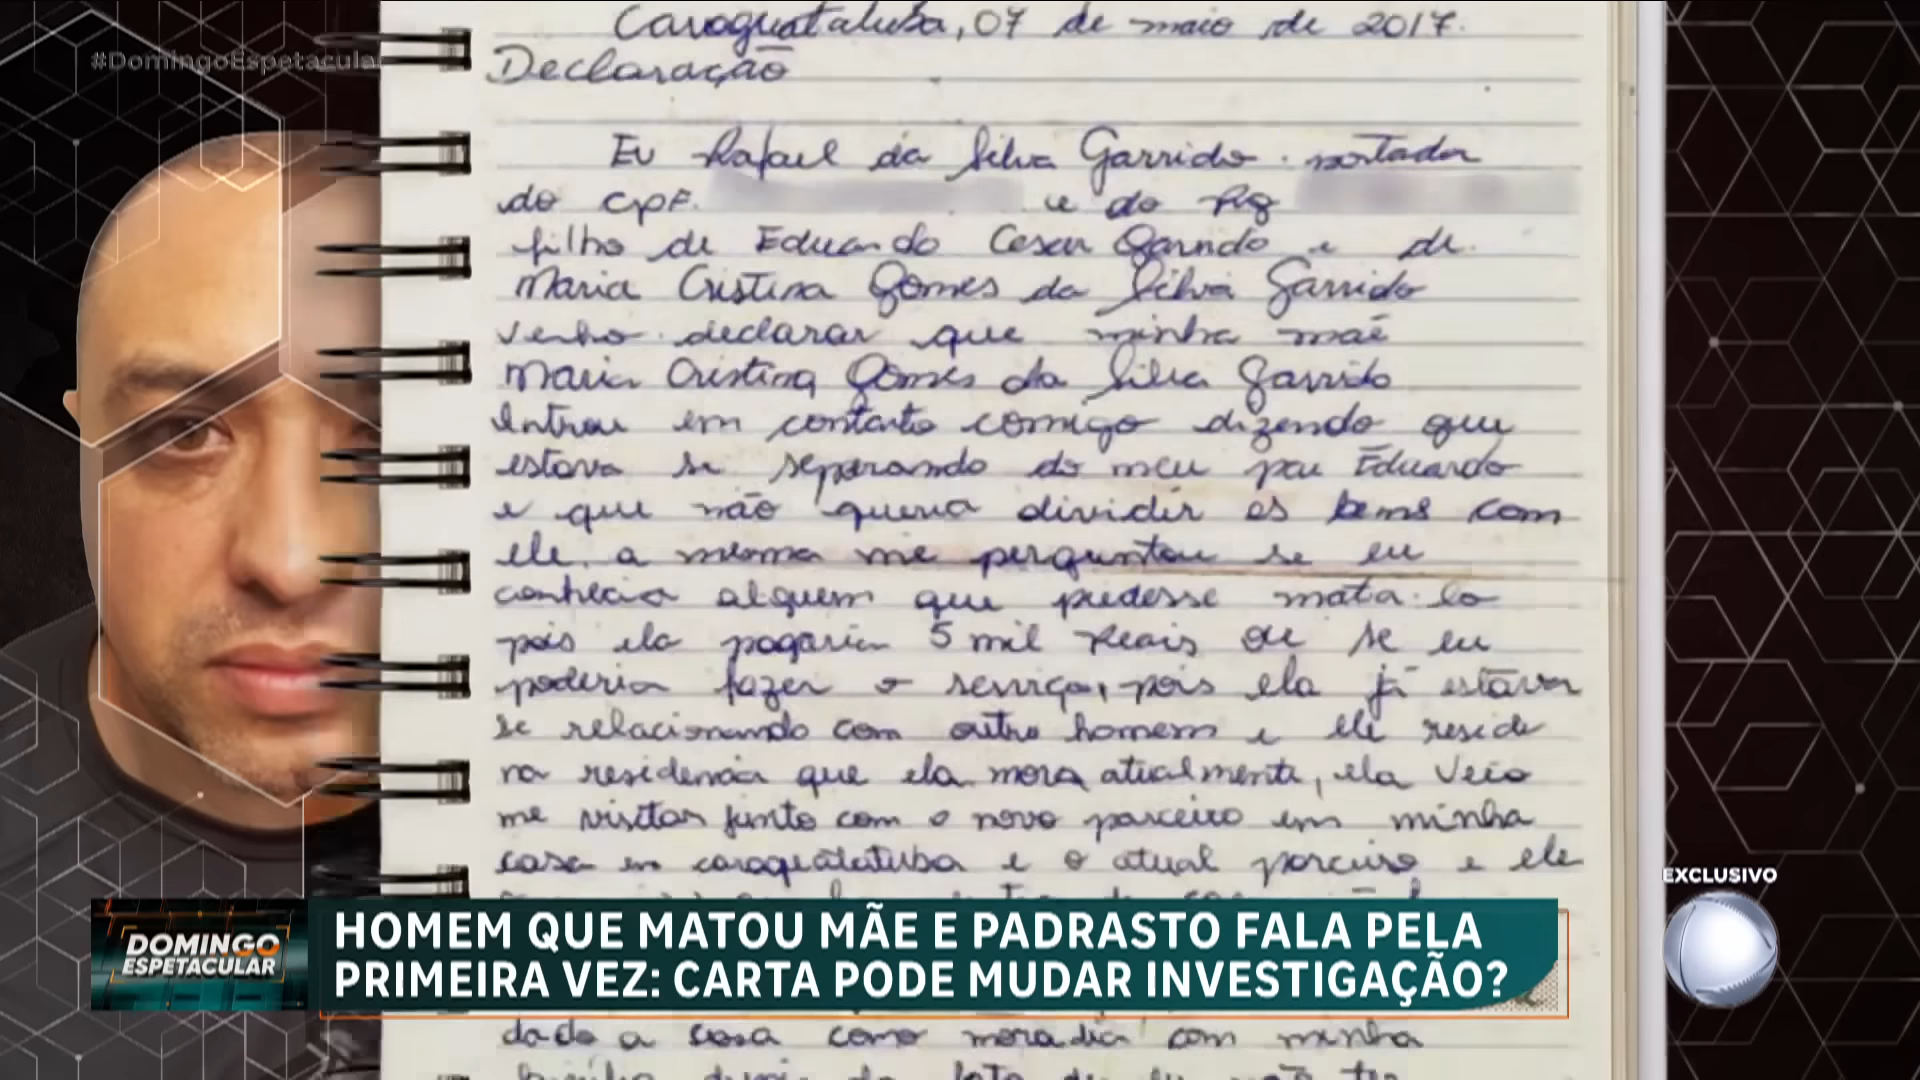 #DomingoEspetacular
Caraguatatuba, 07 de maio de 2017.
Declaração
Eu Rafael da Silva Garrido. portador
do CPF. e do Rg
filho de Eduardo Cesar Garrido e de
Maria Cristina Gomes da Silva Garrido
venho declarar que minha mãe
Maria Cristina Gomes da Silva Garrido
entrou em contato comigo dizendo que
estava se separando do meu pai Eduardo
e que não queria dividir os bens com
ele. a mesma me perguntou se eu
conhecia alguem que pudesse mata-lo
pois ela pagaria 5 mil Reais ou se eu
poderia fazer o serviço, pois ela já estava
se relacionando com outro homem e ele reside
na residencia que ela mora atualmente, ela veio
me visitar junto com o novo parceiro em minha
casa em caraguatatuba e o atual parceiro e ele
EXCLUSIVO
DOMINGO
ESPETACULAR
HOMEM QUE MATOU MÃE E PADRASTO FALA PELA
PRIMEIRA VEZ: CARTA PODE MUDAR INVESTIGAÇÃO?
dado a casa como moradia com minha